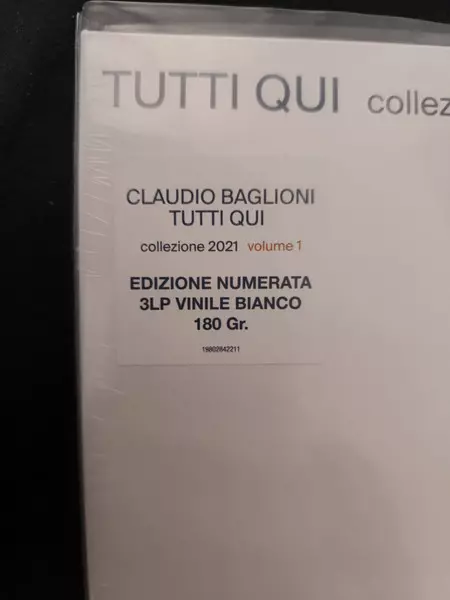 TUTTI QUI collez
CLAUDIO BAGLIONI
TUTTI QUI
collezione 2021 volume 1
EDIZIONE NUMERATA
3LP VINILE BIANCO
180 Gr.
19802842211